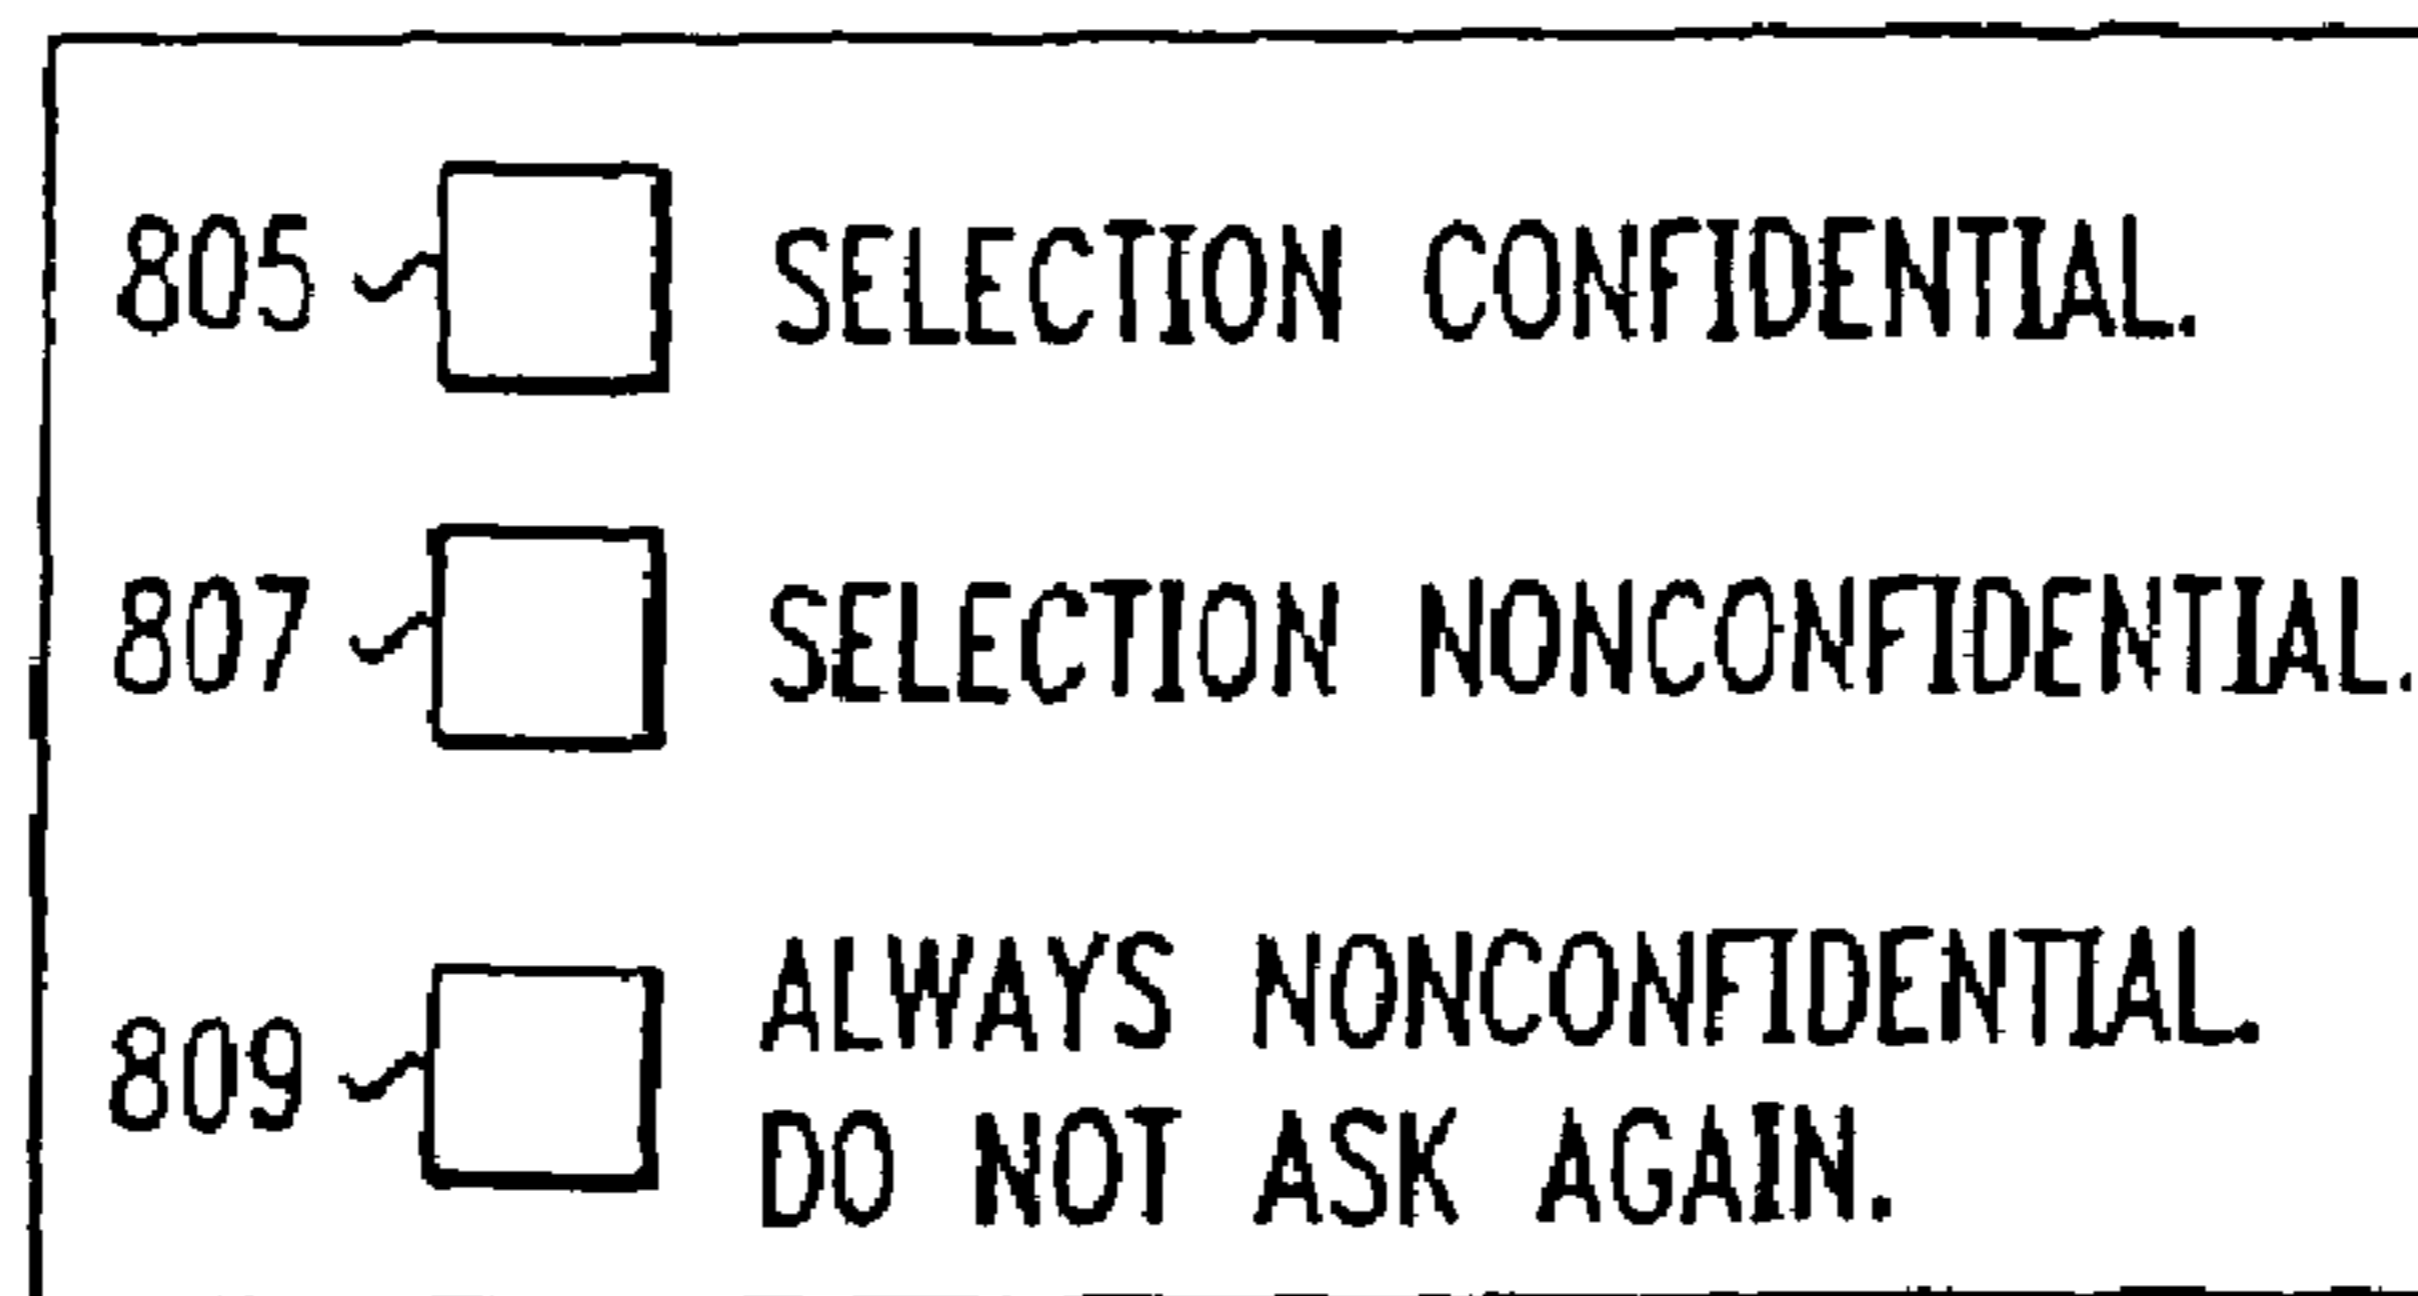 805 SELECTION CONFIDENTIAL.
807 SELECTION NONCONFIDENTIAL.
809 ALWAYS NONCONFIDENTIAL.
DO NOT ASK AGAIN.